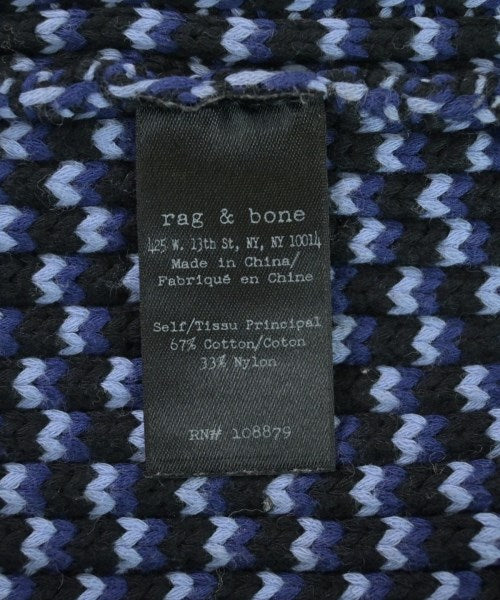 rag & bone
425 W. 13th St, NY, NY 10014
Made in China/
Fabriqué en Chine
Self/Tissu Principal
67% Cotton/Coton
33% Nylon
RN# 108879